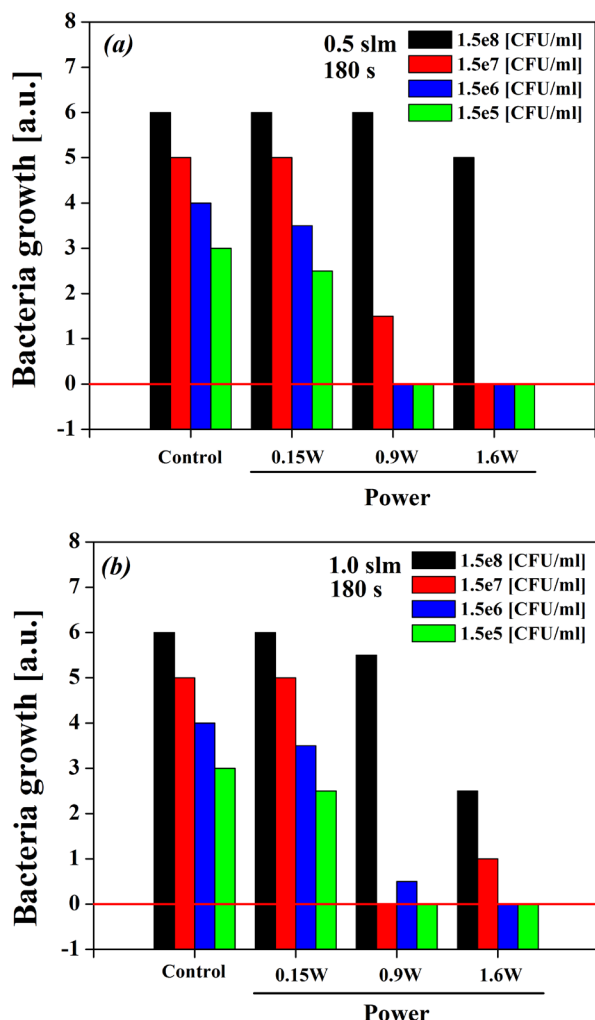 (a)
0.5 slm
180 s
1.5e8 [CFU/ml]
1.5e7 [CFU/ml]
1.5e6 [CFU/ml]
1.5e5 [CFU/ml]
Bacteria growth [a.u.]
8
7
6
5
4
3
2
1
0
-1
Control 0.15W 0.9W 1.6W
Power
(b)
1.0 slm
180 s
1.5e8 [CFU/ml]
1.5e7 [CFU/ml]
1.5e6 [CFU/ml]
1.5e5 [CFU/ml]
Bacteria growth [a.u.]
8
7
6
5
4
3
2
1
0
-1
Control 0.15W 0.9W 1.6W
Power